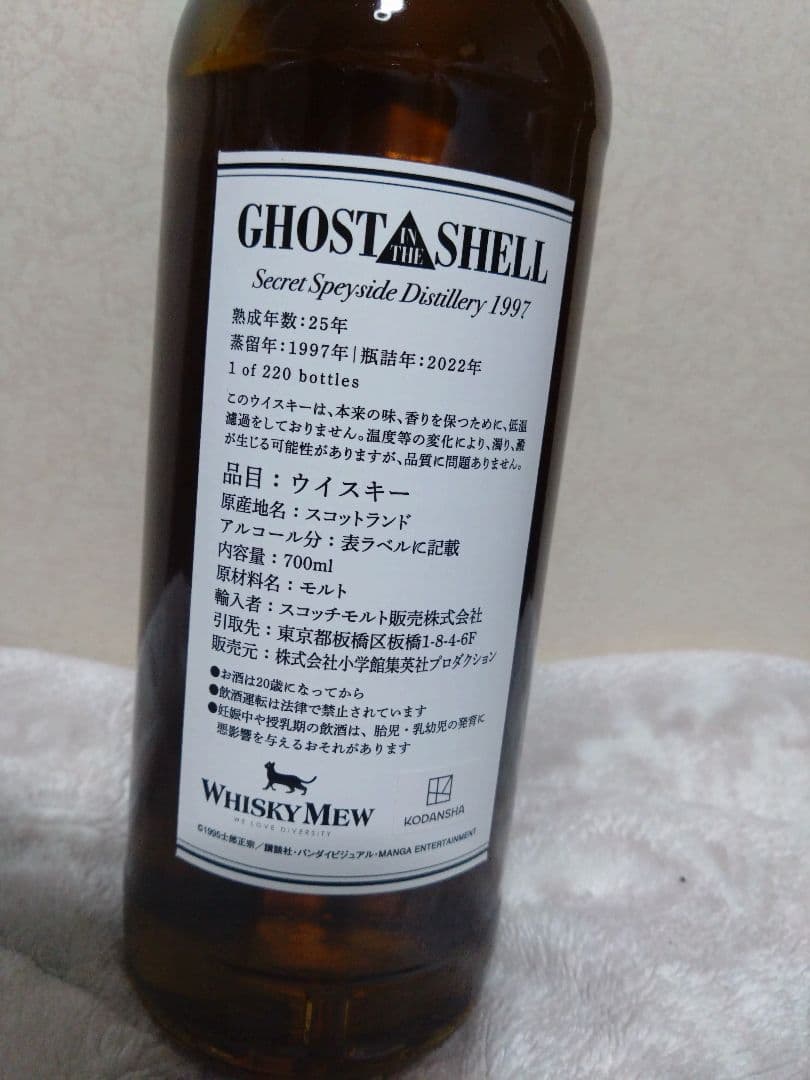 GHOST IN THE SHELL
Secret Speyside Distillery 1997
熟成年数:25年
蒸留年:1997年|瓶詰年:2022年
1 of 220 bottles
このウイスキーは、本来の味、香りを保つために、低温
濾過をしておりません。温度等の変化により、濁り、澱
が生じる可能性がありますが、品質に問題ありません。
品目:ウイスキー
原産地名:スコットランド
アルコール分:表ラベルに記載
内容量:700ml
原材料名:モルト
輸入者:スコッチモルト販売株式会社
引取先:東京都板橋区板橋1-8-4-6F
販売元:株式会社小学館集英社プロダクション
●お酒は20歳になってから
●飲酒運転は法律で禁止されています
●妊娠中や授乳期の飲酒は、胎児・乳幼児の発育に
悪影響を与えるおそれがあります
WHISKY MEW
WE LOVE DIVERSITY
KODANSHA
©1995士郎正宗/講談社・バンダイビジュアル・MANGA ENTERTAINMENT